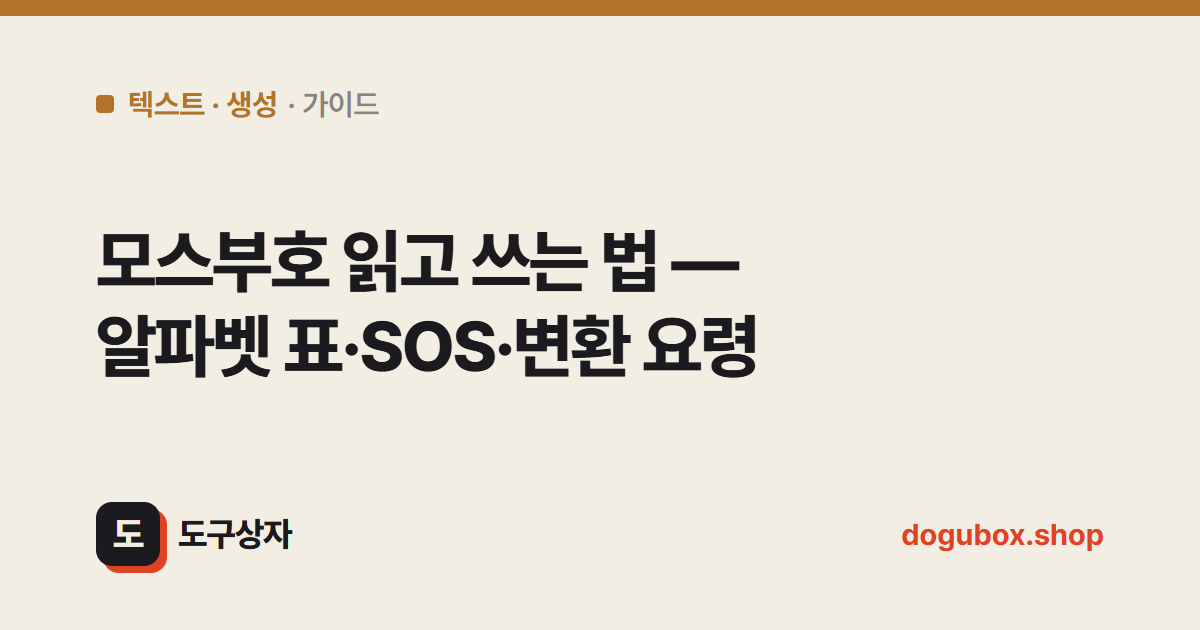 텍스트 · 생성 · 가이드
모스부호 읽고 쓰는 법 —
알파벳 표·SOS·변환 요령
도 도구상자
dogubox.shop